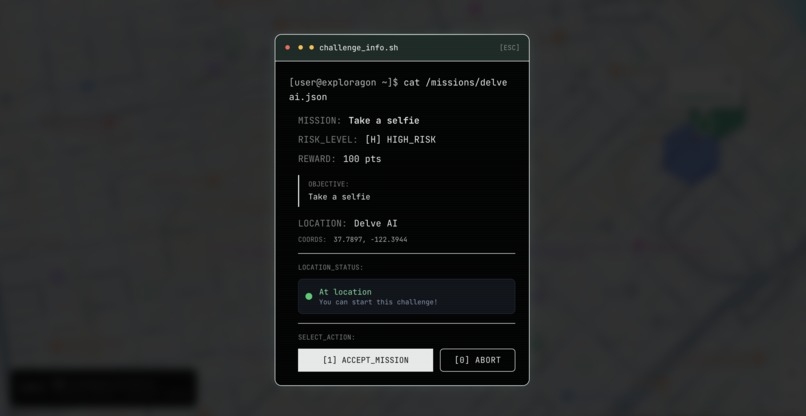 challenge_info.sh [ESC]
[user@exploragon ~]$ cat /missions/delve
ai.json
MISSION: Take a selfie
RISK_LEVEL: [H] HIGH_RISK
REWARD: 100 pts
OBJECTIVE:
Take a selfie
LOCATION: Delve AI
COORDS: 37.7897, -122.3944
LOCATION_STATUS:
At location
You can start this challenge!
SELECT_ACTION:
[1] ACCEPT_MISSION [0] ABORT